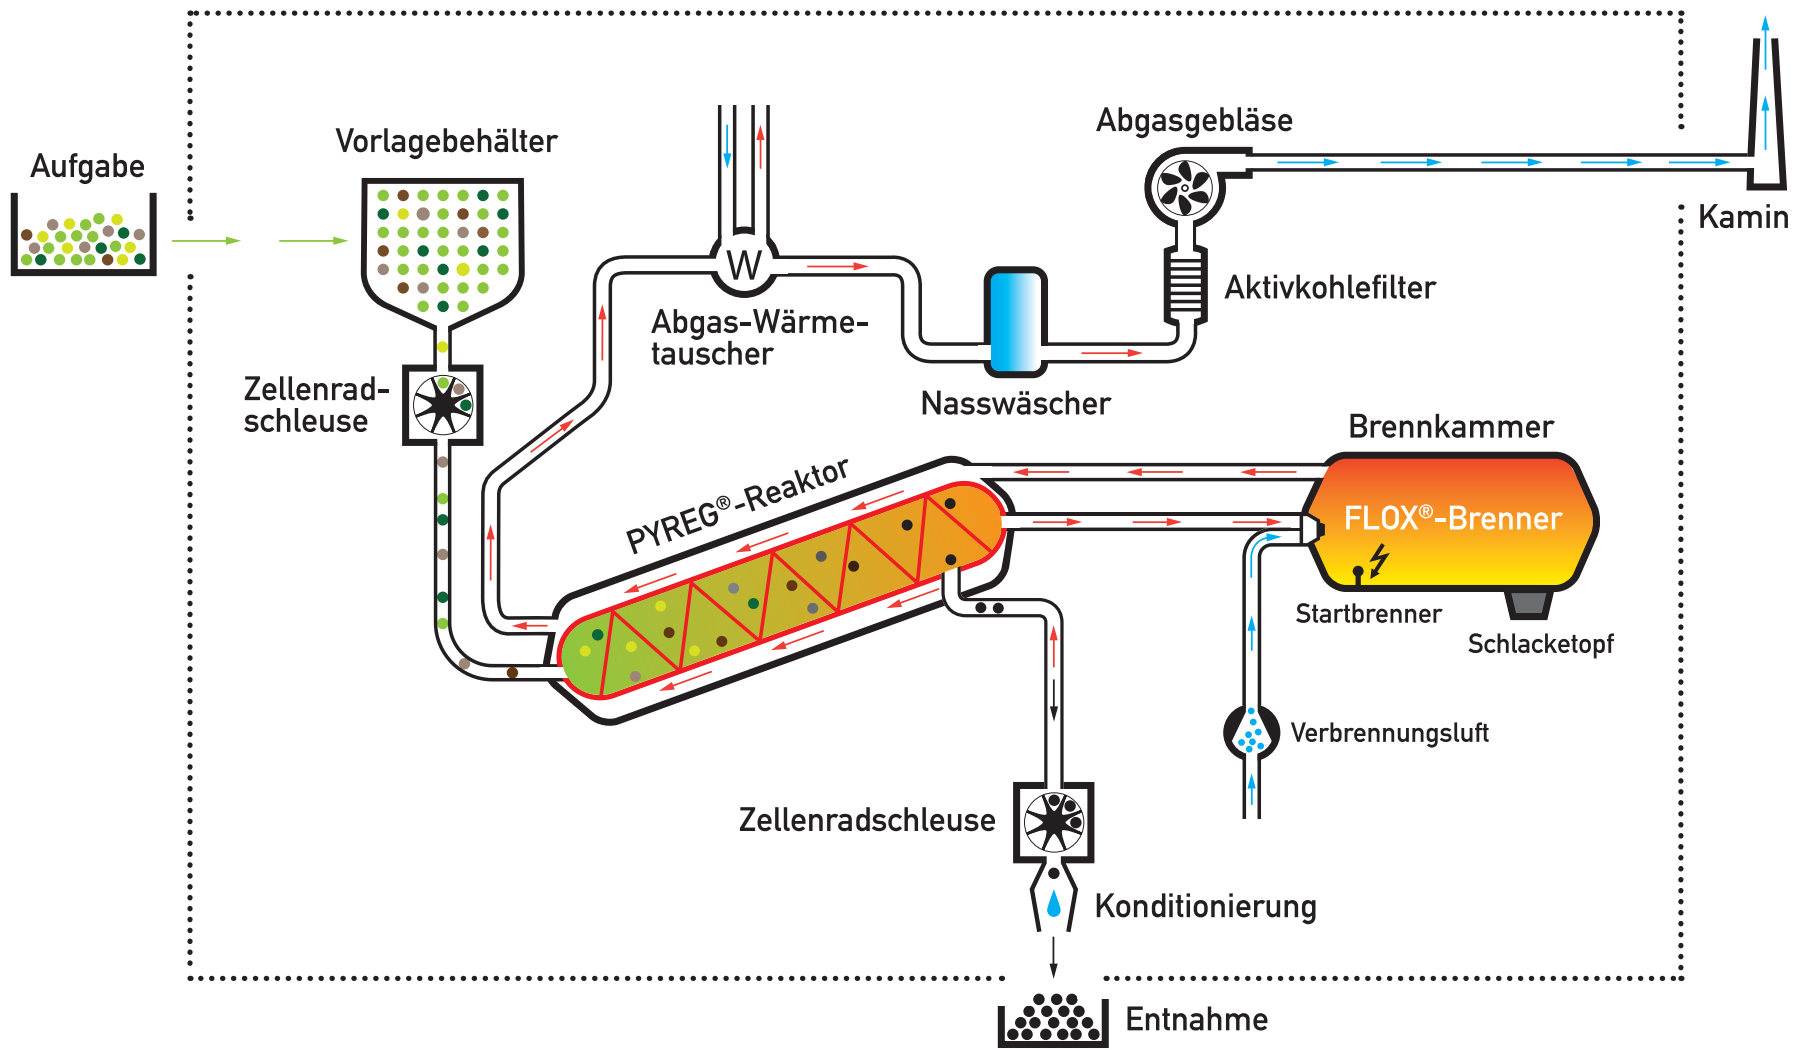 Aufgabe
Vorlagebehälter
Zellenrad-
schleuse
W
Abgas-Wärme-
tauscher
Nasswäscher
Abgasgebläse
Aktivkohlefilter
Kamin
PYREG®-Reaktor
Brennkammer
FLOX®-Brenner
Startbrenner
Schlacketopf
Verbrennungsluft
Zellenradschleuse
Konditionierung
Entnahme